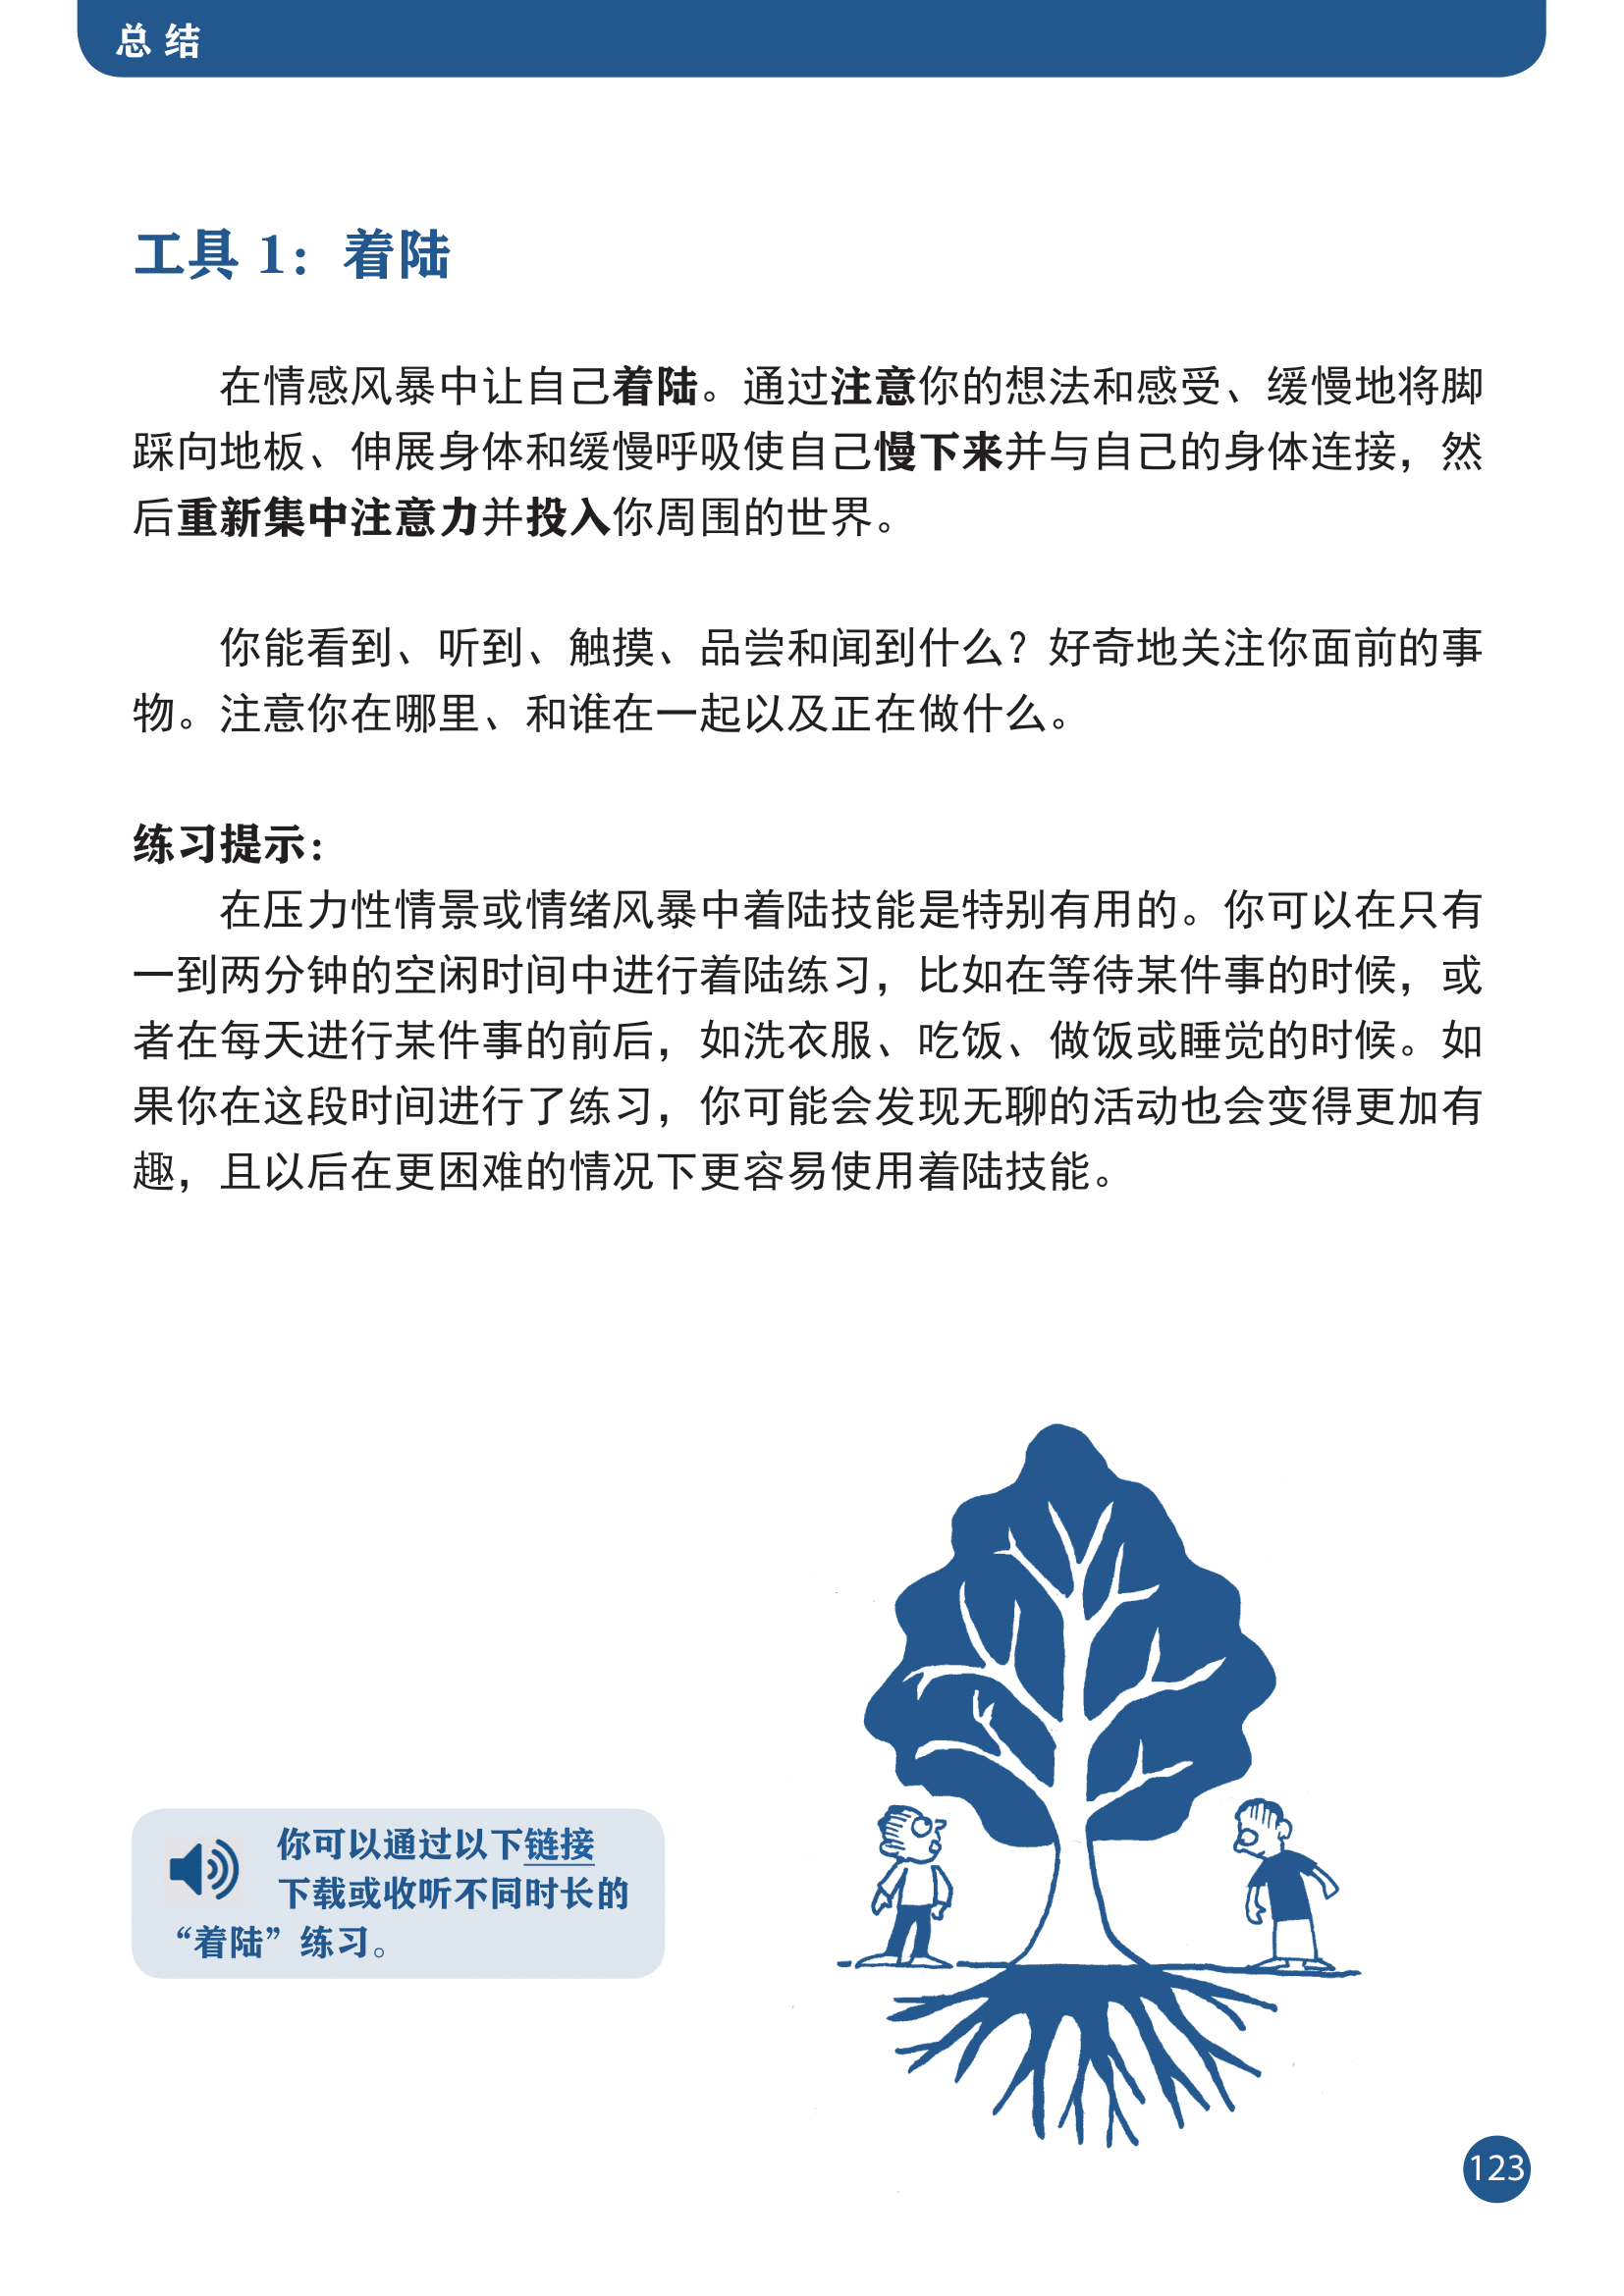 总 结
工具 1：着陆
在情感风暴中让自己着陆。通过注意你的想法和感受、缓慢地将脚
踩向地板、伸展身体和缓慢呼吸使自己慢下来并与自己的身体连接，然
后重新集中注意力并投入你周围的世界。
你能看到、听到、触摸、品尝和闻到什么？好奇地关注你面前的事
物。注意你在哪里、和谁在一起以及正在做什么。
练习提示：
在压力性情景或情绪风暴中着陆技能是特别有用的。你可以在只有
一到两分钟的空闲时间中进行着陆练习，比如在等待某件事的时候，或
者在每天进行某件事的前后，如洗衣服、吃饭、做饭或睡觉的时候。如
果你在这段时间进行了练习，你可能会发现无聊的活动也会变得更加有
趣，且以后在更困难的情况下更容易使用着陆技能。
你可以通过以下链接
下载或收听不同时长的
“着陆”练习。
123